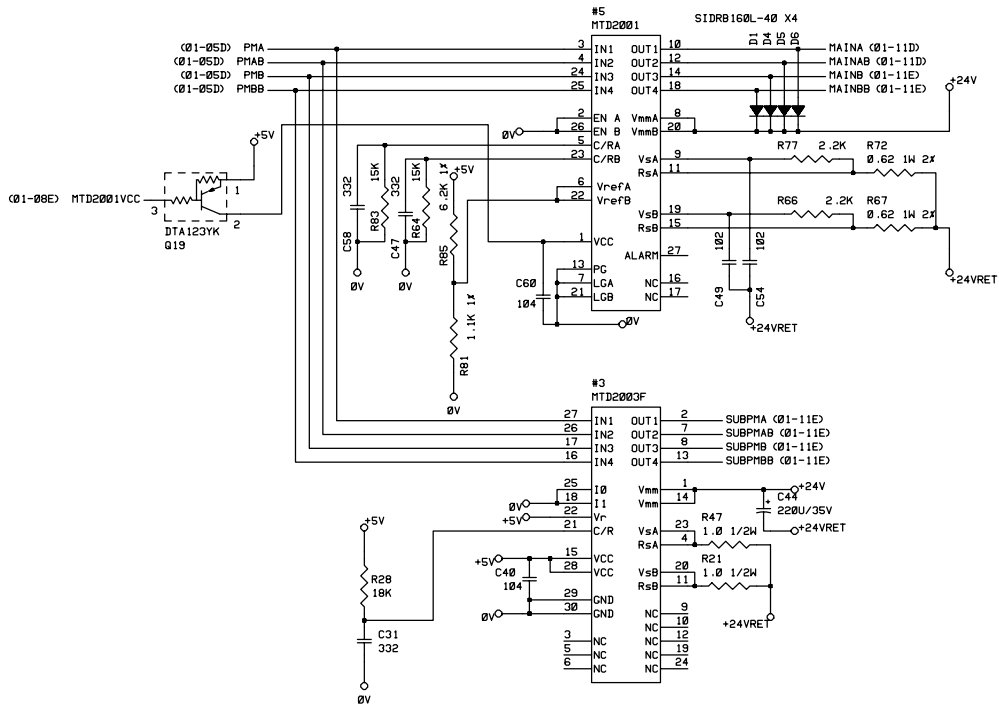 #5
MTD2001
SIDRB160L-40 X4
D1
D4
D5
D6
(01-05D) PMA
(01-05D) PMAB
(01-05D) PMB
(01-05D) PMBB
3 IN1 OUT1 10
4 IN2 OUT2 12
24 IN3 OUT3 14
25 IN4 OUT4 18
MAINA (01-11D)
MAINAB (01-11D)
MAINB (01-11E)
MAINBB (01-11E)
+24V
2 EN A VmmA 8
0V 26 EN B VmmB 20
5 C/RA VsA 9
23 C/RB RsA 11
6 VrefA
22 VrefB
VsB 19
RsB 15
1 VCC
ALARM 27
13 PG
7 LGA NC 16
21 LGB NC 17
R77 2.2K R72
0.62 1W 2%
R66 2.2K R67
0.62 1W 2%
102
C49
102
C54
+24VRET
+24VRET
+5V
(01-08E) MTD2001VCC
3
1
2
DTA123YK
Q19
332
C58
15K
R83
332
C47
15K
R64
6.2K 1%
+5V
R85
0V
0V
1.1K 1%
R81
0V
C60
104
0V
#3
MTD2003F
27 IN1 OUT1 2
26 IN2 OUT2 7
17 IN3 OUT3 8
16 IN4 OUT4 13
SUBPMA (01-11E)
SUBPMAB (01-11E)
SUBPMB (01-11E)
SUBPMBB (01-11E)
25 I0 Vmm 1
0V 18 I1 Vmm 14
+5V 22 Vr
21 C/R VsA 23
RsA 4
+24V
C44
+
220U/35V
+24VRET
R47
1.0 1/2W
R21
1.0 1/2W
+24VRET
+5V 15 VCC VsB 20
28 VCC RsB 11
C40
104
29 GND
0V 30 GND NC 9
NC 10
3 NC NC 12
5 NC NC 19
6 NC NC 24
+5V
R28
18K
C31
332
0V